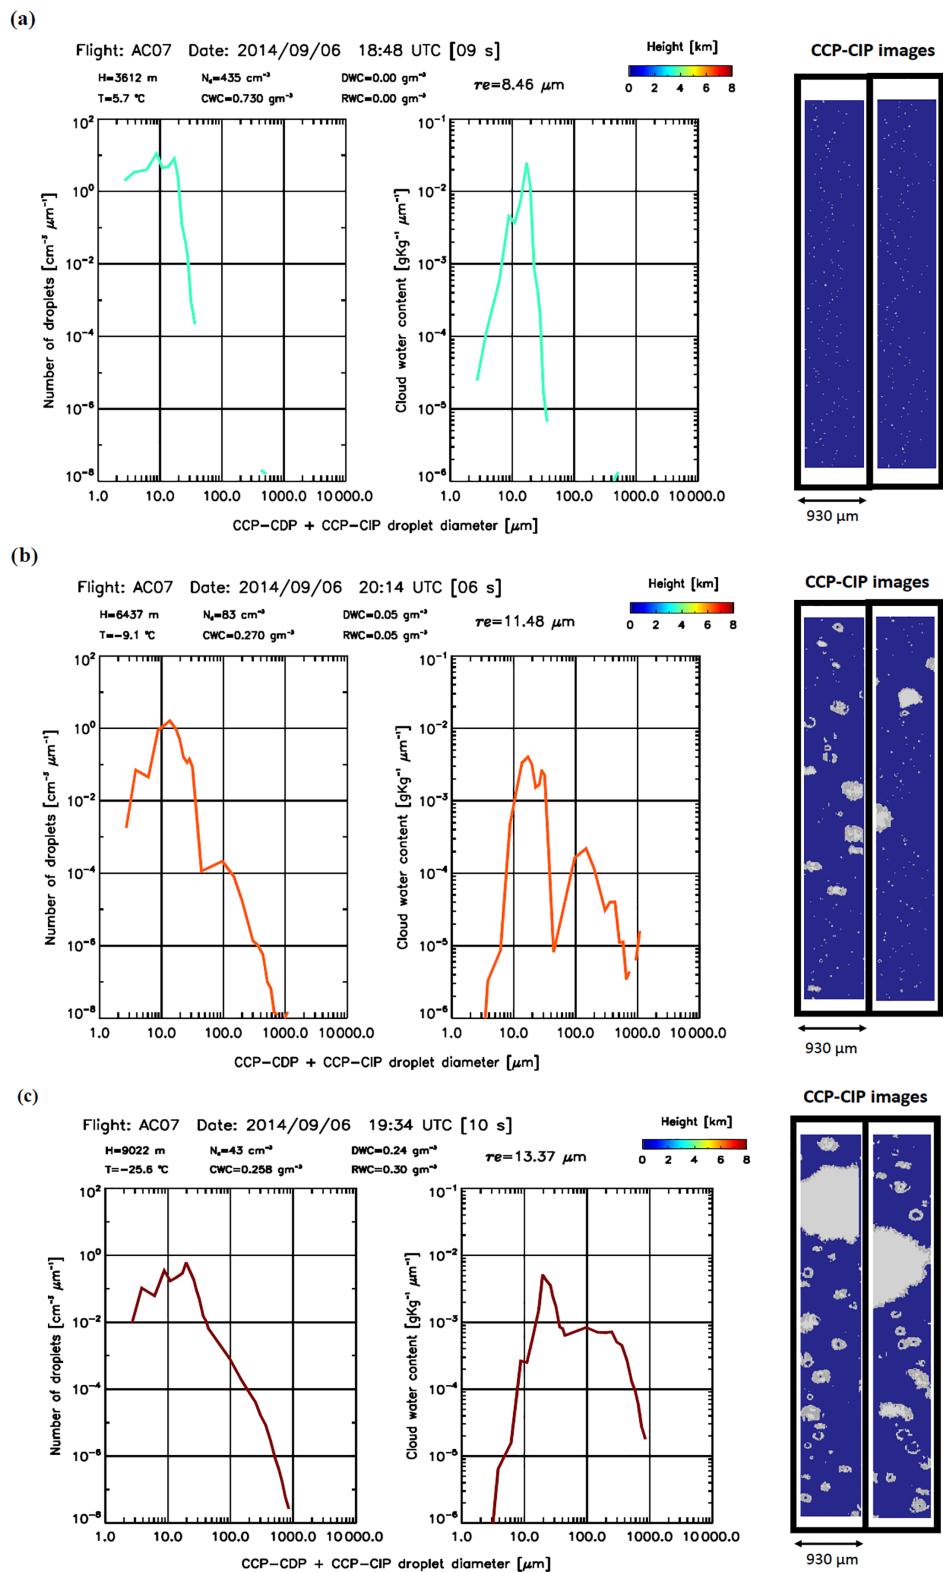 (a)
Flight: AC07 Date: 2014/09/06 18:48 UTC [09 s]
Height [km]
0 2 4 6 8
CCP-CIP images
H=3612 m N_d=435 cm⁻³ DWC=0.00 gm⁻³
T=5.7 °C CWC=0.730 gm⁻³ RWC=0.00 gm⁻³
re=8.46 μm
Number of droplets [cm⁻³ μm⁻¹]
10²
10⁰
10⁻²
10⁻⁴
10⁻⁶
10⁻⁸
1.0 10.0 100.0 1000.0 10000.0
Cloud water content [gKg⁻¹ μm⁻¹]
10⁻¹
10⁻²
10⁻³
10⁻⁴
10⁻⁵
10⁻⁶
1.0 10.0 100.0 1000.0 10000.0
CCP-CDP + CCP-CIP droplet diameter [μm]
930 μm
(b)
Flight: AC07 Date: 2014/09/06 20:14 UTC [06 s]
Height [km]
0 2 4 6 8
CCP-CIP images
H=6437 m N_d=83 cm⁻³ DWC=0.05 gm⁻³
T=-9.1 °C CWC=0.270 gm⁻³ RWC=0.05 gm⁻³
re=11.48 μm
Number of droplets [cm⁻³ μm⁻¹]
10²
10⁰
10⁻²
10⁻⁴
10⁻⁶
10⁻⁸
1.0 10.0 100.0 1000.0 10000.0
Cloud water content [gKg⁻¹ μm⁻¹]
10⁻¹
10⁻²
10⁻³
10⁻⁴
10⁻⁵
10⁻⁶
1.0 10.0 100.0 1000.0 10000.0
CCP-CDP + CCP-CIP droplet diameter [μm]
930 μm
(c)
Flight: AC07 Date: 2014/09/06 19:34 UTC [10 s]
Height [km]
0 2 4 6 8
CCP-CIP images
H=9022 m N_d=43 cm⁻³ DWC=0.24 gm⁻³
T=-25.6 °C CWC=0.258 gm⁻³ RWC=0.30 gm⁻³
re=13.37 μm
Number of droplets [cm⁻³ μm⁻¹]
10²
10⁰
10⁻²
10⁻⁴
10⁻⁶
10⁻⁸
1.0 10.0 100.0 1000.0 10000.0
Cloud water content [gKg⁻¹ μm⁻¹]
10⁻¹
10⁻²
10⁻³
10⁻⁴
10⁻⁵
10⁻⁶
1.0 10.0 100.0 1000.0 10000.0
CCP-CDP + CCP-CIP droplet diameter [μm]
930 μm